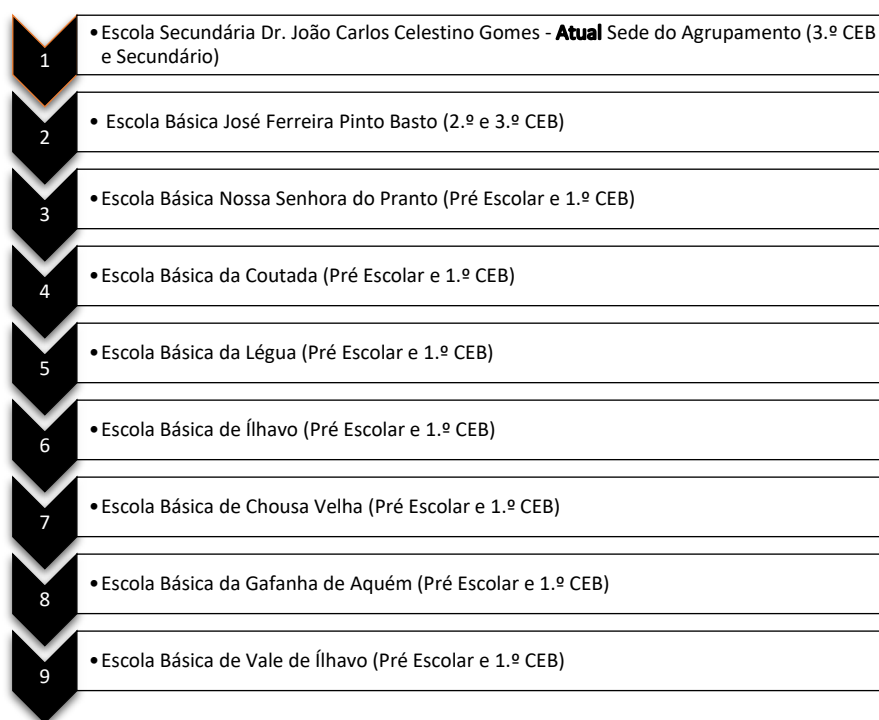 1
•Escola Secundária Dr. João Carlos Celestino Gomes - Atual Sede do Agrupamento (3.º CEB
e Secundário)
2
• Escola Básica José Ferreira Pinto Basto (2.º e 3.º CEB)
3
•Escola Básica Nossa Senhora do Pranto (Pré Escolar e 1.º CEB)
4
•Escola Básica da Coutada (Pré Escolar e 1.º CEB)
5
•Escola Básica da Légua (Pré Escolar e 1.º CEB)
6
•Escola Básica de Ílhavo (Pré Escolar e 1.º CEB)
7
•Escola Básica de Chousa Velha (Pré Escolar e 1.º CEB)
8
•Escola Básica da Gafanha de Aquém (Pré Escolar e 1.º CEB)
9
•Escola Básica de Vale de Ílhavo (Pré Escolar e 1.º CEB)